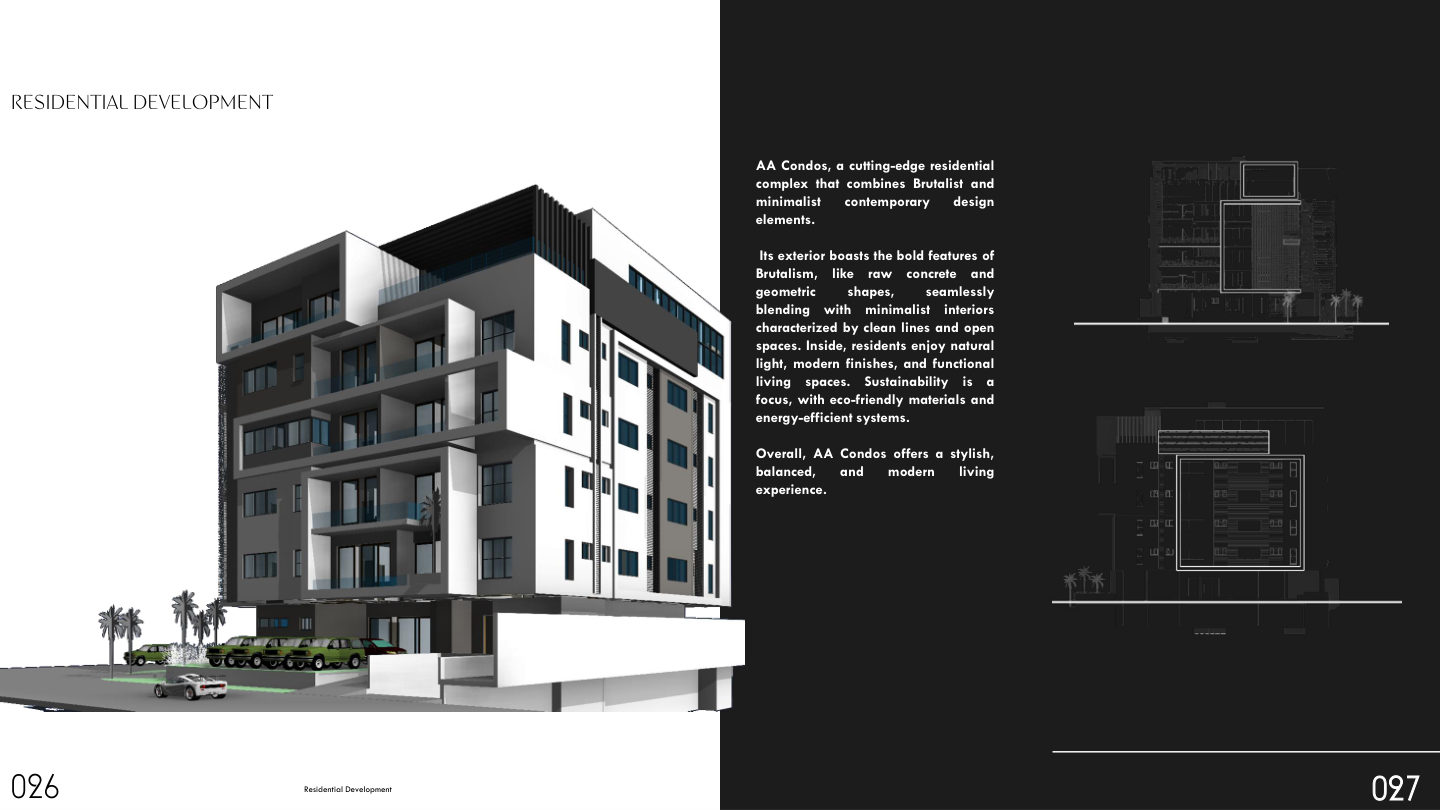 RESIDENTIAL DEVELOPMENT
AA Condos, a cutting-edge residential
complex that combines Brutalist and
minimalist contemporary design
elements.
Its exterior boasts the bold features of
Brutalism, like raw concrete and
geometric shapes, seamlessly
blending with minimalist interiors
characterized by clean lines and open
spaces. Inside, residents enjoy natural
light, modern finishes, and functional
living spaces. Sustainability is a
focus, with eco-friendly materials and
energy-efficient systems.
Overall, AA Condos offers a stylish,
balanced, and modern living
experience.
026
Residential Development
027